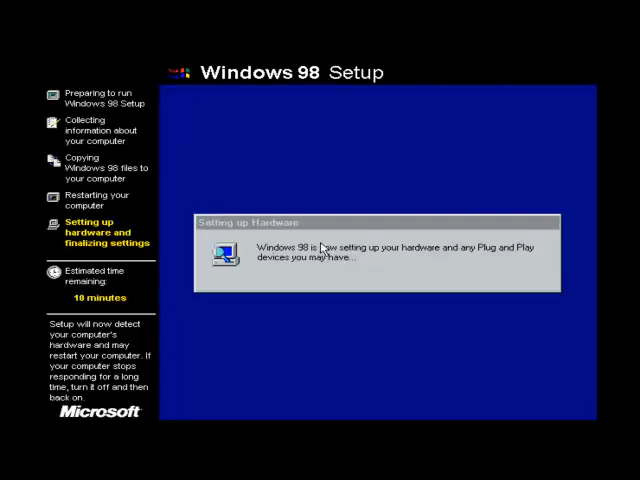 Windows 98 Setup
Preparing to run
Windows 98 Setup
Collecting
information about
your computer
Copying
Windows 98 files to
your computer
Restarting your
computer
Setting up
hardware and
finalizing settings
Estimated time
remaining:
10 minutes
Setup will now detect
your computer's
hardware and may
restart your computer. If
your computer stops
responding for a long
time, turn it off and then
back on.
Microsoft
Setting up Hardware
Windows 98 is now setting up your hardware and any Plug and Play
devices you may have...